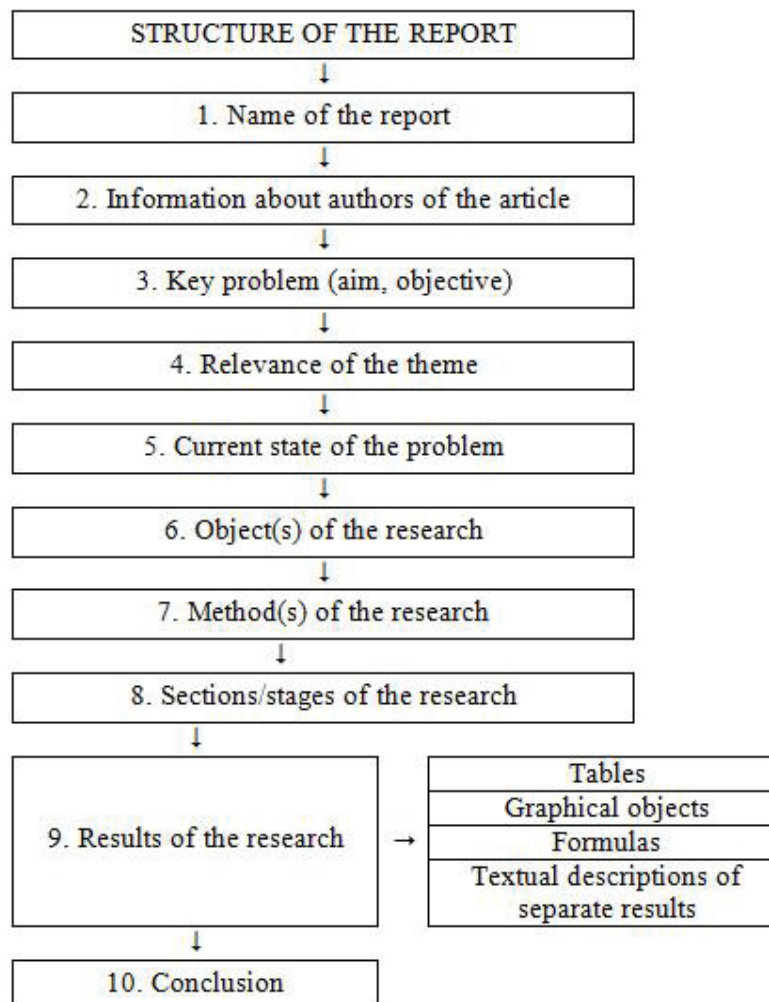 STRUCTURE OF THE REPORT
↓
1. Name of the report
↓
2. Information about authors of the article
↓
3. Key problem (aim, objective)
↓
4. Relevance of the theme
↓
5. Current state of the problem
↓
6. Object(s) of the research
↓
7. Method(s) of the research
↓
8. Sections/stages of the research
↓
9. Results of the research →
Tables
Graphical objects
Formulas
Textual descriptions of
separate results
↓
10. Conclusion